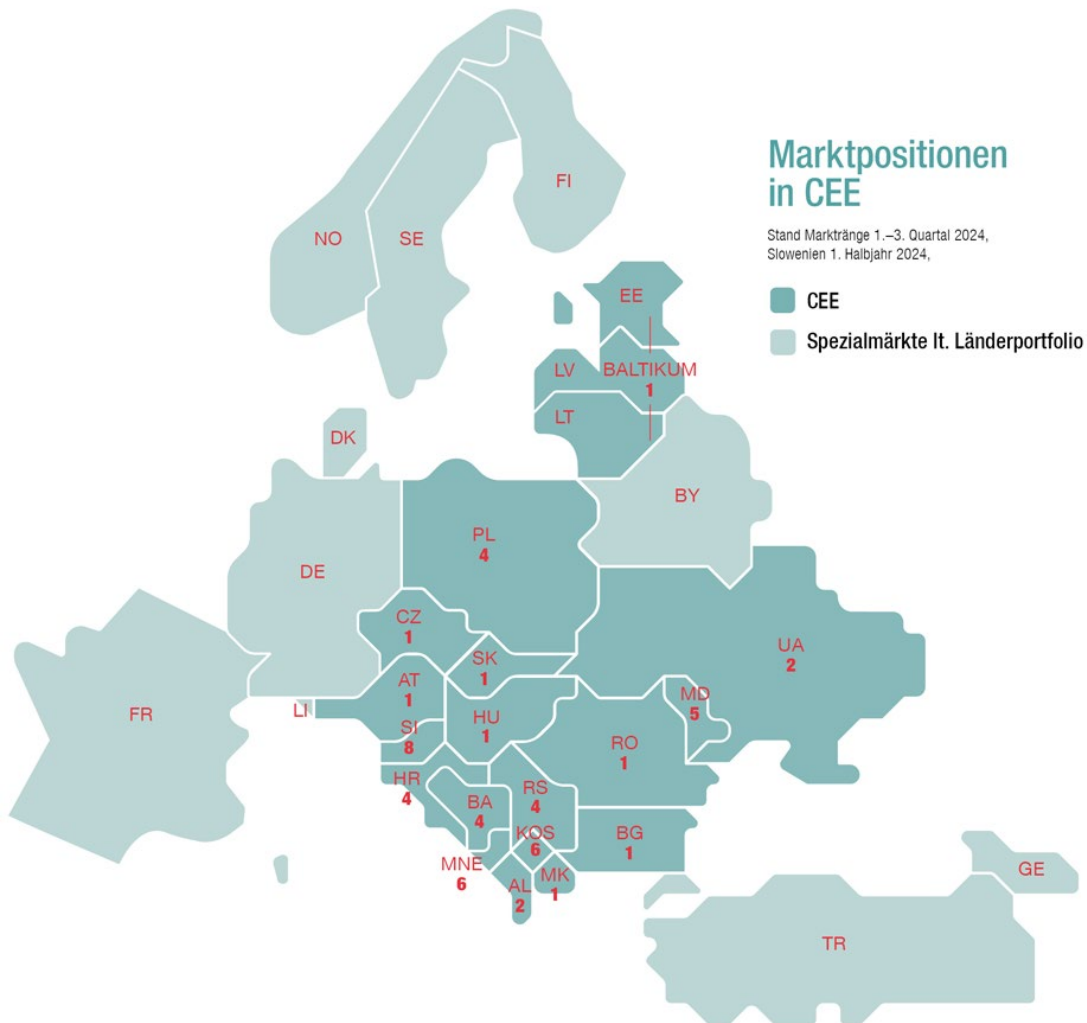 Marktpositionen
in CEE
Stand Marktränge 1.–3. Quartal 2024,
Slowenien 1. Halbjahr 2024,
CEE
Spezialmärkte lt. Länderportfolio
FI
NO
SE
EE
LV
BALTIKUM
1
LT
DK
BY
PL
4
DE
CZ
1
UA
2
SK
1
AT
1
MD
5
LI
FR
HU
1
SI
8
RO
1
HR
4
RS
4
BA
4
KOS
6
BG
1
MNE
6
MK
1
AL
2
GE
TR